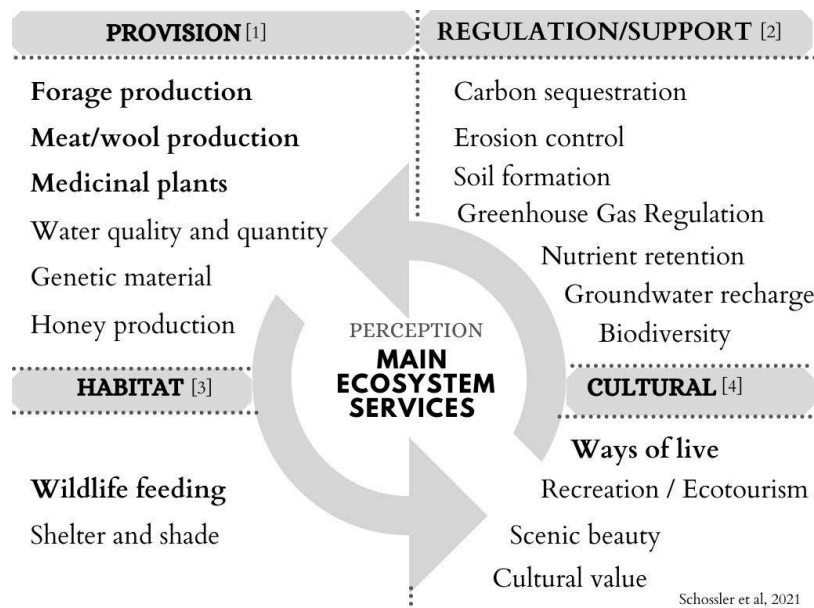 PROVISION [1]
Forage production
Meat/wool production
Medicinal plants
Water quality and quantity
Genetic material
Honey production
REGULATION/SUPPORT [2]
Carbon sequestration
Erosion control
Soil formation
Greenhouse Gas Regulation
Nutrient retention
Groundwater recharge
Biodiversity
PERCEPTION
MAIN
ECOSYSTEM
SERVICES
HABITAT [3]
Wildlife feeding
Shelter and shade
CULTURAL [4]
Ways of live
Recreation / Ecotourism
Scenic beauty
Cultural value
Schossler et al, 2021